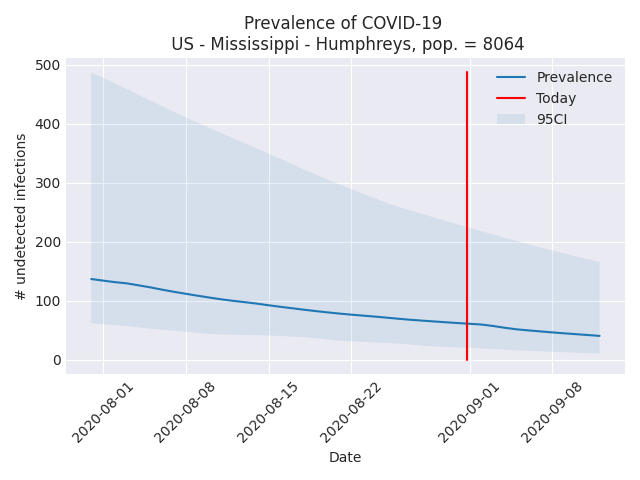 Prevalence of COVID-19
US - Mississippi - Humphreys, pop. = 8064
500
400
300
200
100
0
# undetected infections
Prevalence
Today
95CI
2020-08-01
2020-08-08
2020-08-15
2020-08-22
2020-09-01
2020-09-08
Date